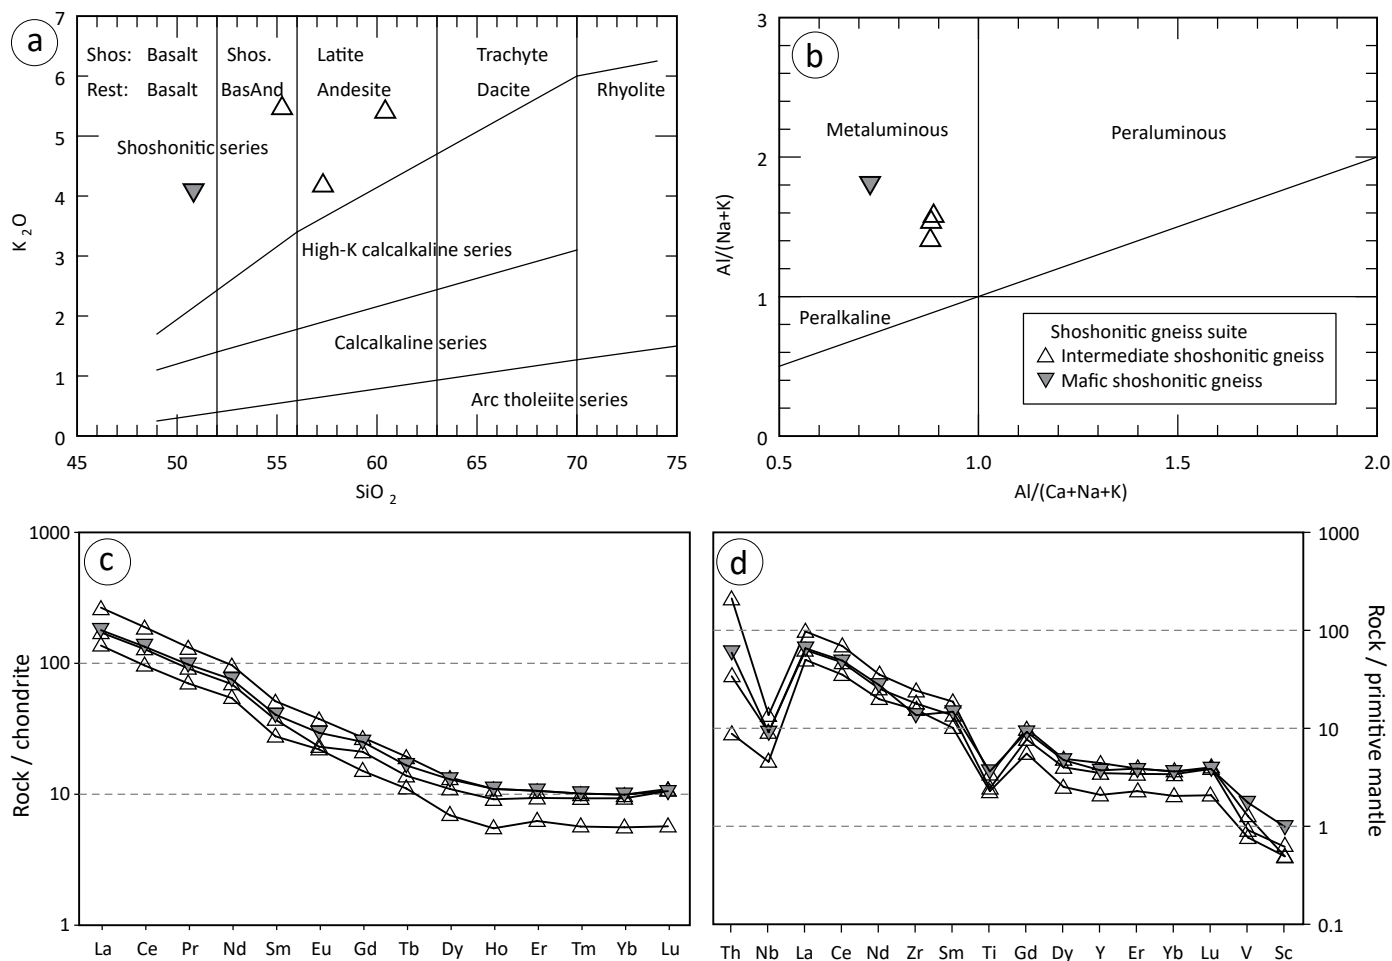 a
7
6
5
4
3
2
1
0
K2O
Shos: Basalt Shos. Latite Trachyte
Rest: Basalt BasAnd Andesite Dacite Rhyolite
Shoshonitic series
High-K calcalkaline series
Calcalkaline series
Arc tholeiite series
45 50 55 60 65 70 75
SiO2
b
3
2
1
0
Al/(Na+K)
Metaluminous Peraluminous
Peralkaline
Shoshonitic gneiss suite
Intermediate shoshonitic gneiss
Mafic shoshonitic gneiss
0.5 1.0 1.5 2.0
Al/(Ca+Na+K)
c
1000
100
10
1
Rock / chondrite
La Ce Pr Nd Sm Eu Gd Tb Dy Ho Er Tm Yb Lu
d
1000
100
10
1
0.1
Rock / primitive mantle
Th Nb La Ce Nd Zr Sm Ti Gd Dy Y Er Yb Lu V Sc